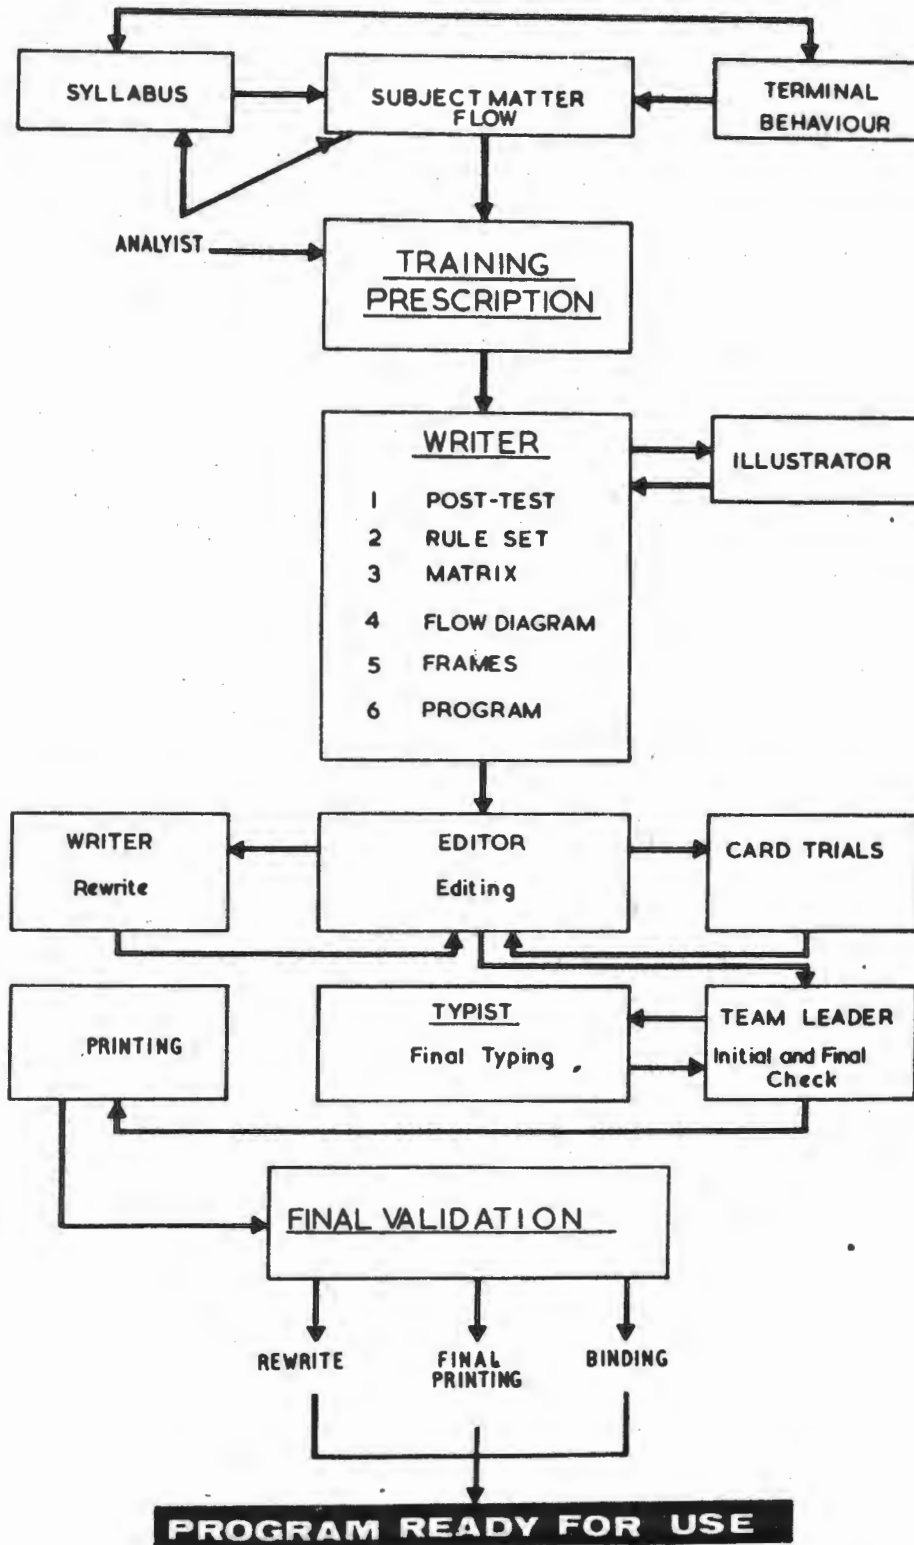 SYLLABUS
SUBJECT MATTER
FLOW
TERMINAL
BEHAVIOUR
ANALYIST
TRAINING
PRESCRIPTION
WRITER
1 POST-TEST
2 RULE SET
3 MATRIX
4 FLOW DIAGRAM
5 FRAMES
6 PROGRAM
ILLUSTRATOR
WRITER
Rewrite
EDITOR
Editing
CARD TRIALS
PRINTING
TYPIST
Final Typing
TEAM LEADER
Initial and Final
Check
FINAL VALIDATION
REWRITE
FINAL
PRINTING
BINDING
PROGRAM READY FOR USE